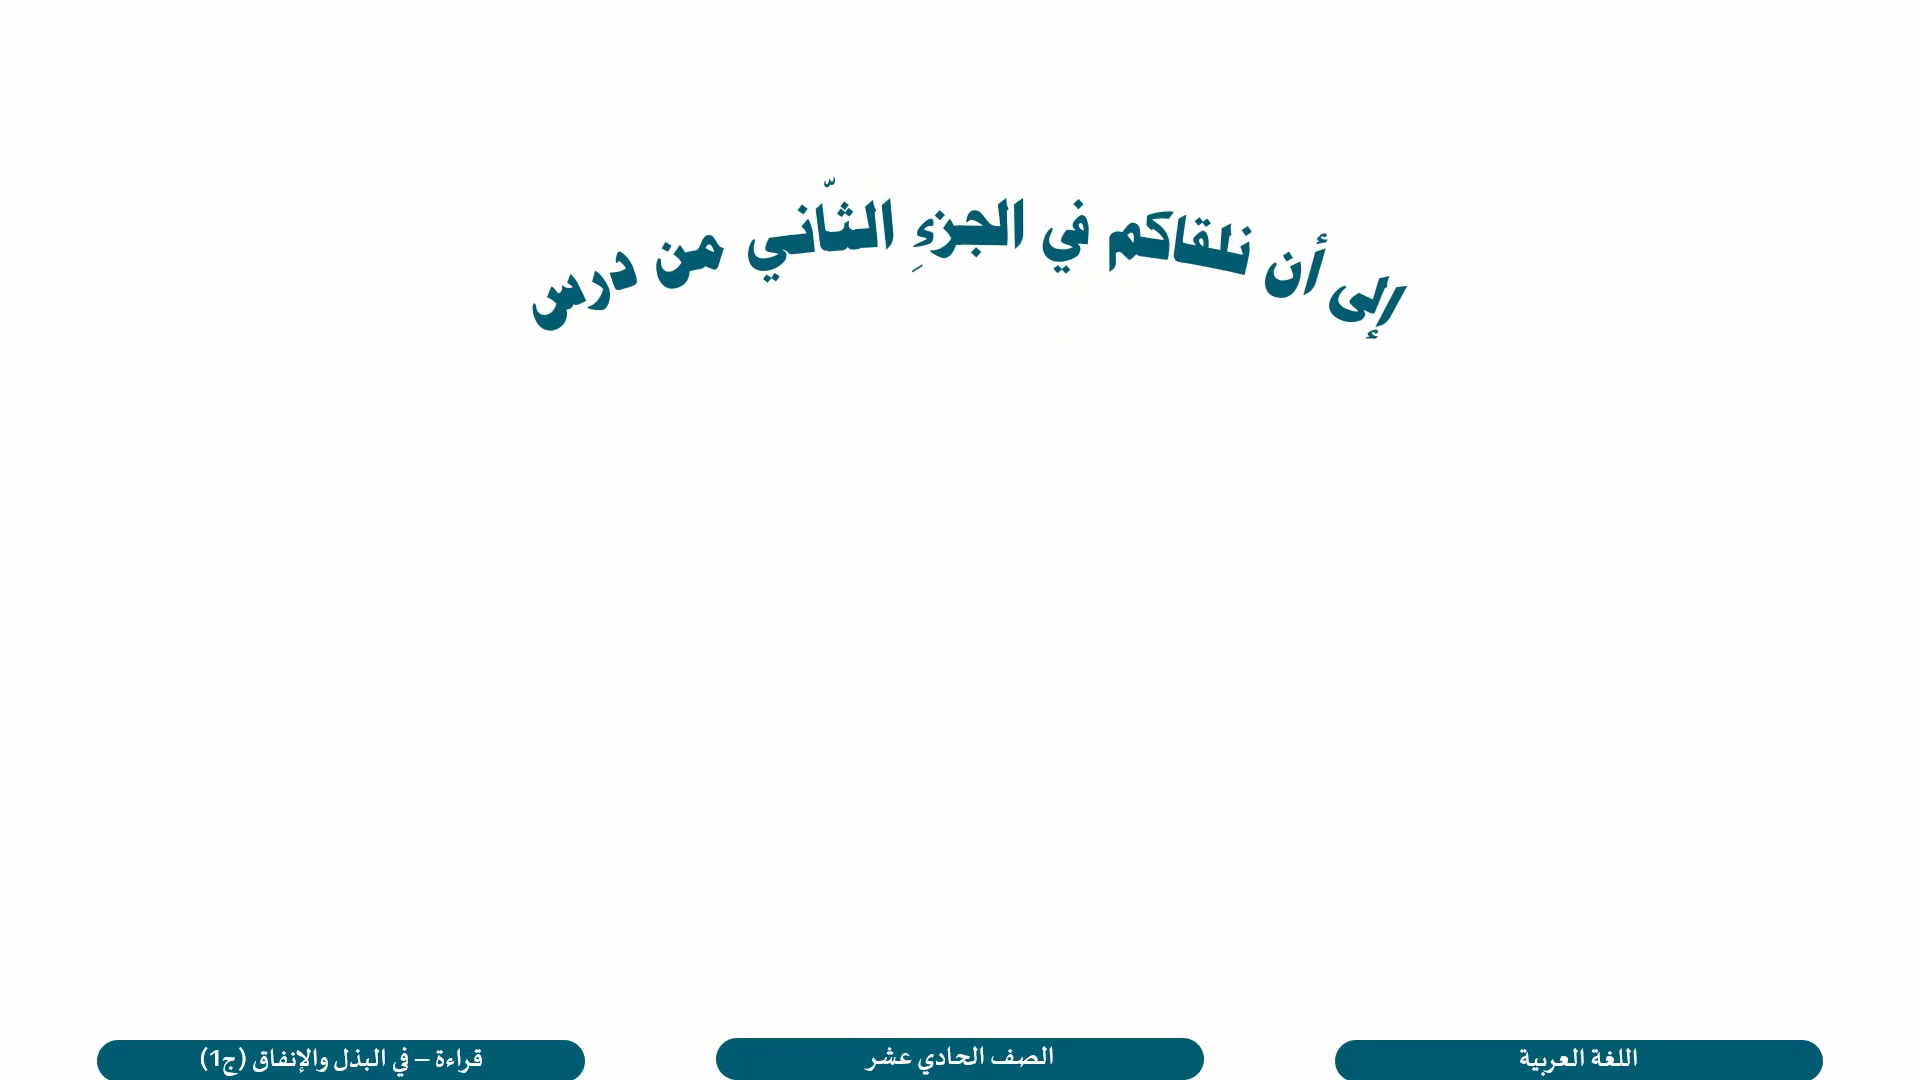 إلى أن نلقاكم في الجزءِ الثّاني من درس
اللغة العربية
الصف الحادي عشر
قراءة – في البذل والإنفاق (ج1)